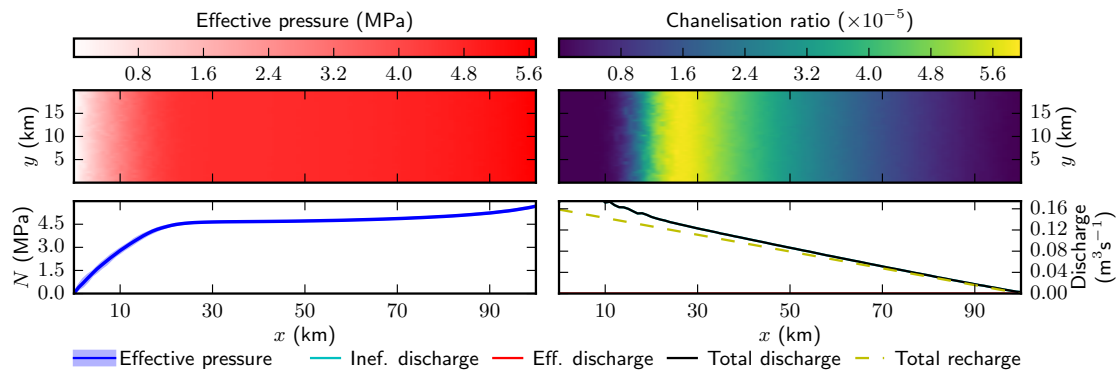 Effective pressure (MPa)
Chanelisation ratio (×10⁻⁵)
0.8 1.6 2.4 3.2 4.0 4.8 5.6
0.8 1.6 2.4 3.2 4.0 4.8 5.6
y (km)
15
10
5
15
10
5
y (km)
N (MPa)
4.5
3.0
1.5
0.0
0.16
0.12
0.08
0.04
0.00
Discharge
(m³s⁻¹)
10 30 50 70 90
10 30 50 70 90
x (km)
x (km)
Effective pressure Inef. discharge Eff. discharge Total discharge Total recharge